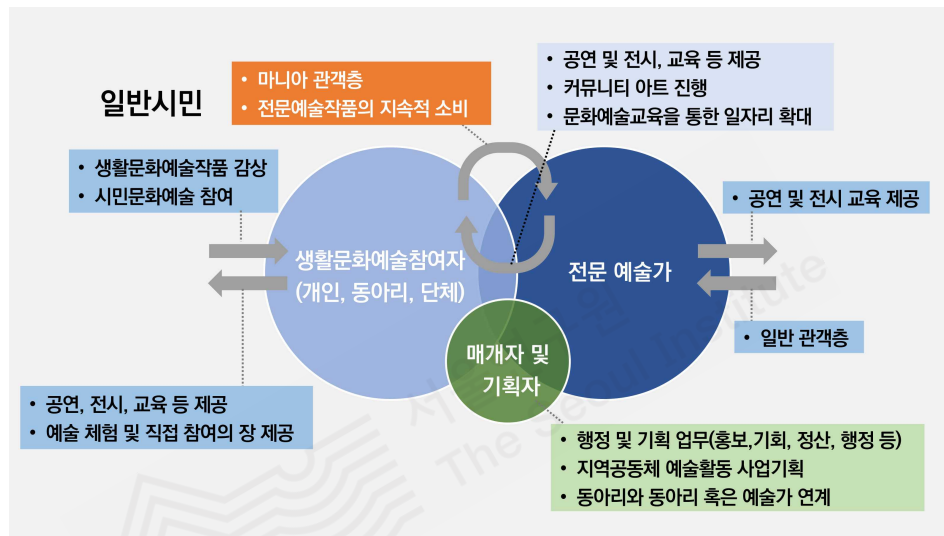 일반시민
• 마니아 관객층
• 전문예술작품의 지속적 소비
• 공연 및 전시, 교육 등 제공
• 커뮤니티 아트 진행
• 문화예술교육을 통한 일자리 확대
• 생활문화예술작품 감상
• 시민문화예술 참여
• 공연 및 전시 교육 제공
생활문화예술참여자
(개인, 동아리, 단체)
전문 예술가
• 일반 관객층
매개자 및
기획자
• 공연, 전시, 교육 등 제공
• 예술 체험 및 직접 참여의 장 제공
• 행정 및 기획 업무(홍보,기회, 정산, 행정 등)
• 지역공동체 예술활동 사업기획
• 동아리와 동아리 혹은 예술가 연계
The Seoul Institute